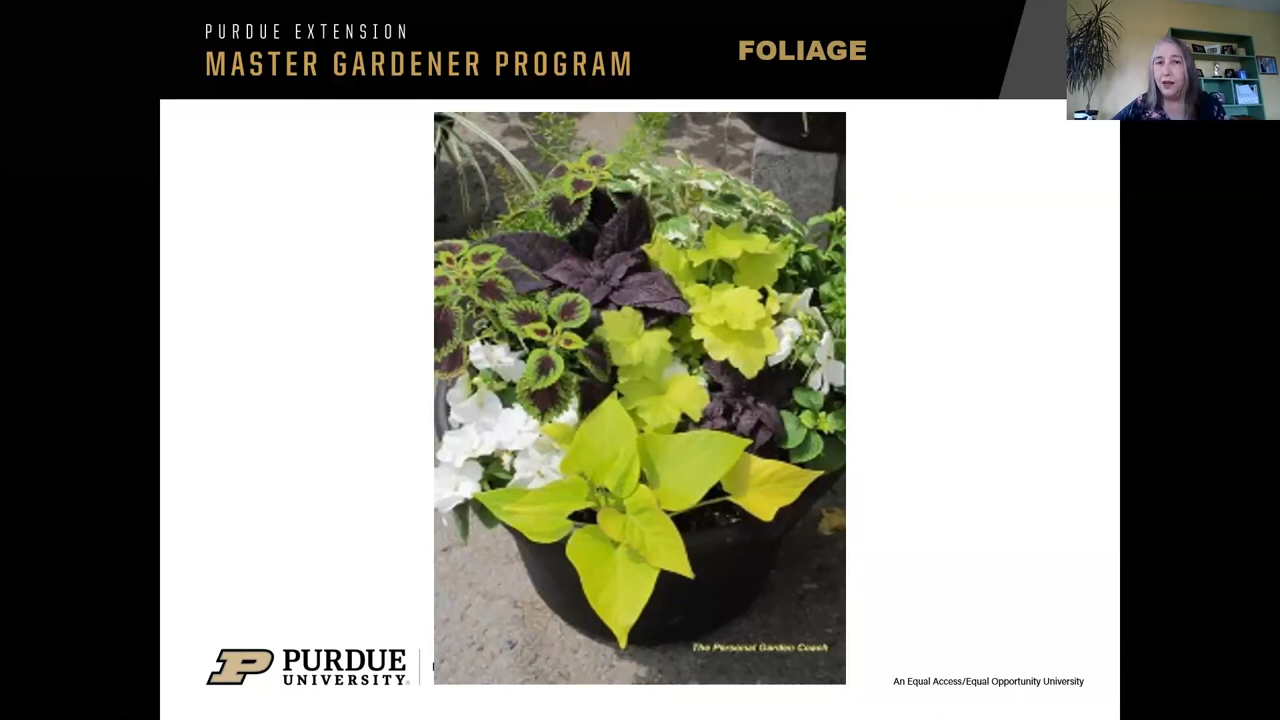 PURDUE EXTENSION
MASTER GARDENER PROGRAM
FOLIAGE
The Personal Garden Coach
PURDUE
UNIVERSITY®
An Equal Access/Equal Opportunity University